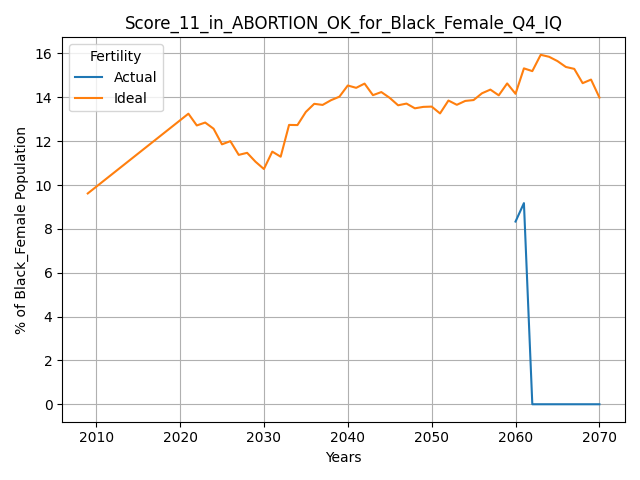 Score_11_in_ABORTION_OK_for_Black_Female_Q4_IQ
Fertility
Actual
Ideal
% of Black_Female Population
16
14
12
10
8
6
4
2
0
2010 2020 2030 2040 2050 2060 2070
Years